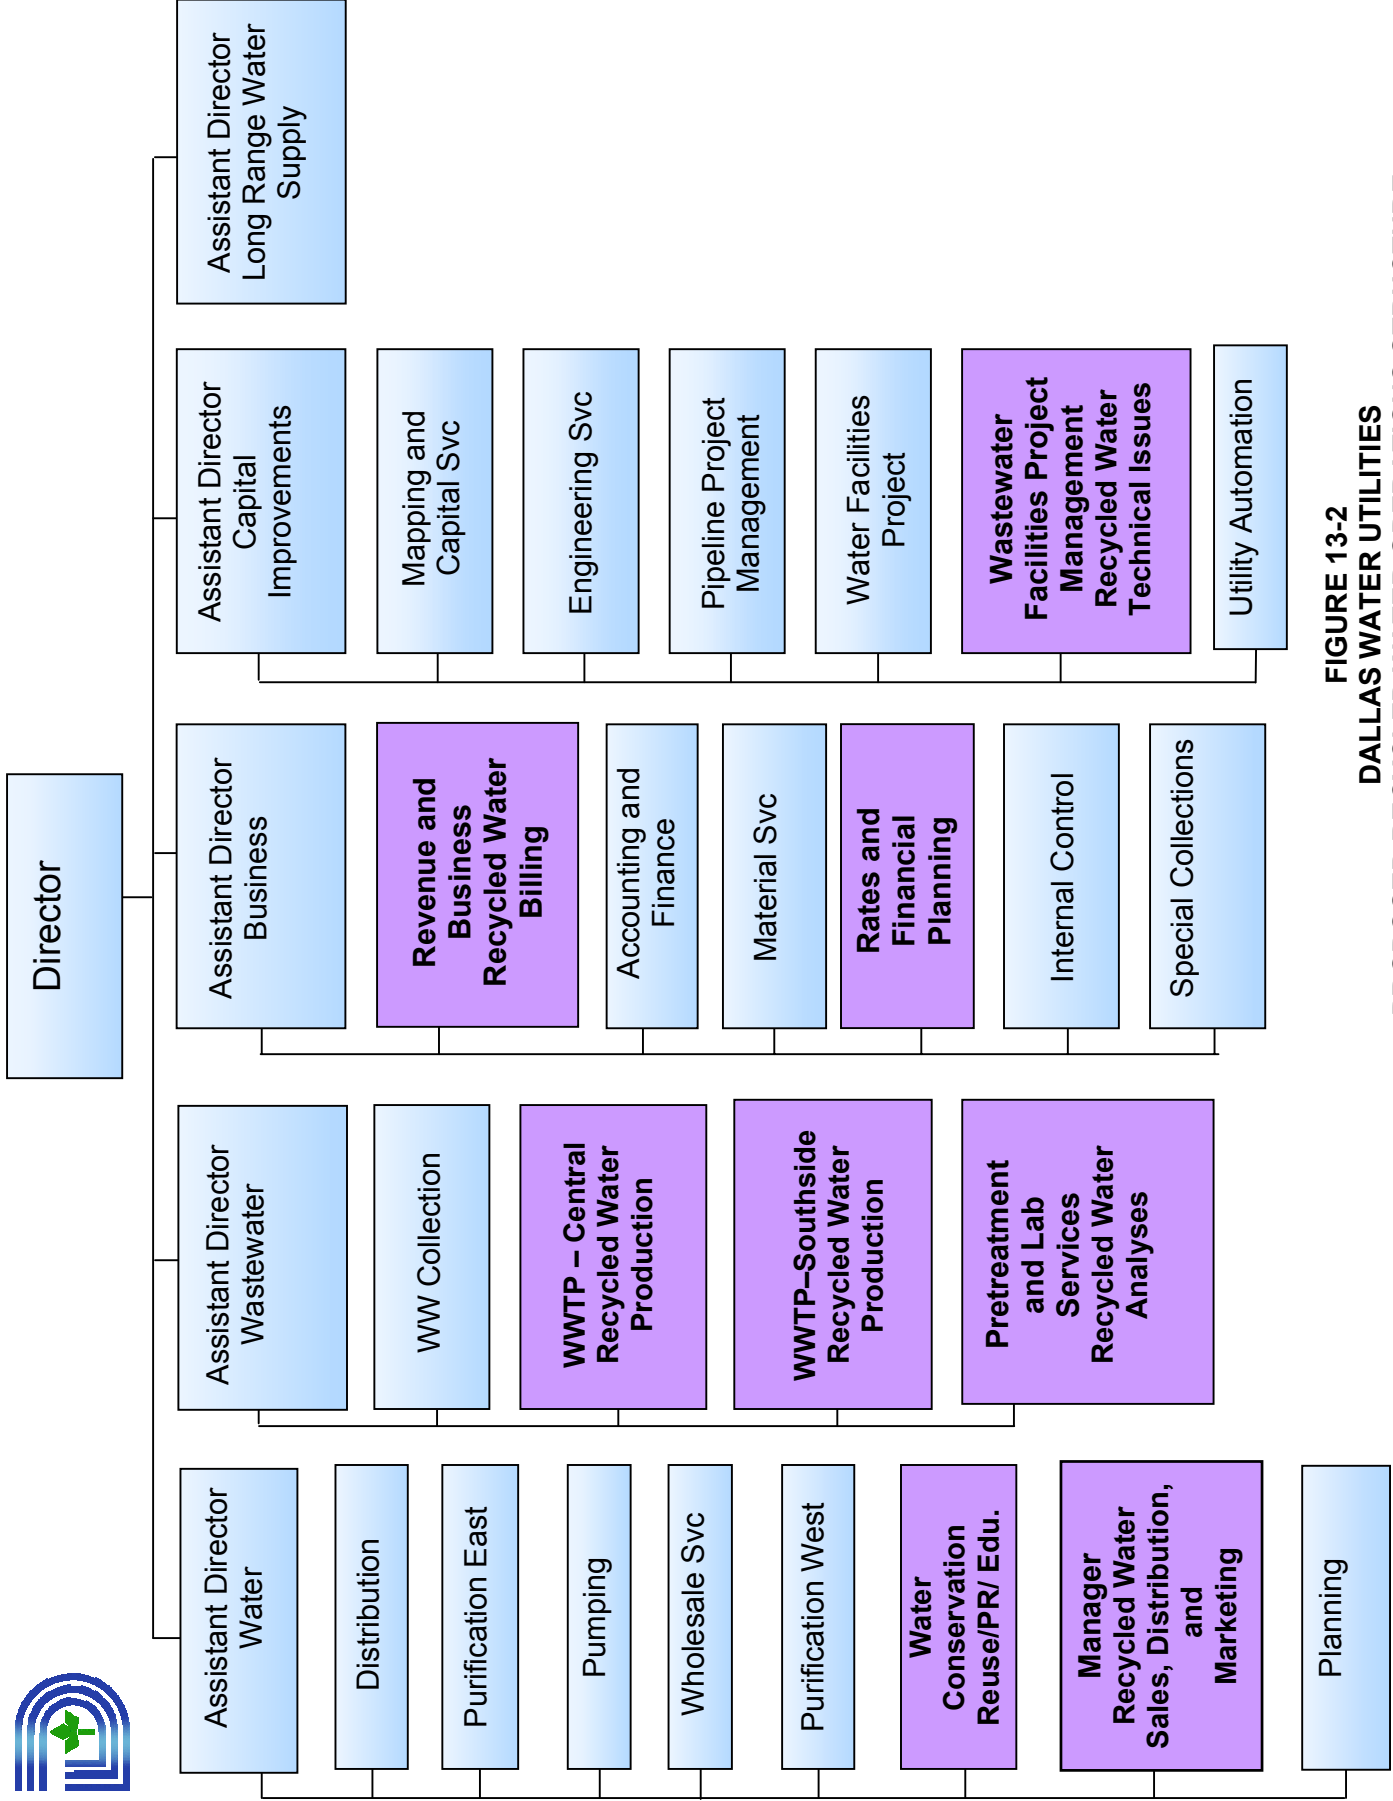 Director
Assistant Director
Water
Distribution
Purification East
Pumping
Wholesale Svc
Purification West
Water
Conservation
Reuse/PR/ Edu.
Manager
Recycled Water
Sales, Distribution,
and
Marketing
Planning
Assistant Director
Wastewater
WW Collection
WWTP – Central
Recycled Water
Production
WWTP–Southside
Recycled Water
Production
Pretreatment
and Lab
Services
Recycled Water
Analyses
Assistant Director
Business
Revenue and
Business
Recycled Water
Billing
Accounting and
Finance
Material Svc
Rates and
Financial
Planning
Internal Control
Special Collections
Assistant Director
Capital
Improvements
Mapping and
Capital Svc
Engineering Svc
Pipeline Project
Management
Water Facilities
Project
Wastewater
Facilities Project
Management
Recycled Water
Technical Issues
Utility Automation
Assistant Director
Long Range Water
Supply
FIGURE 13-2
DALLAS WATER UTILITIES